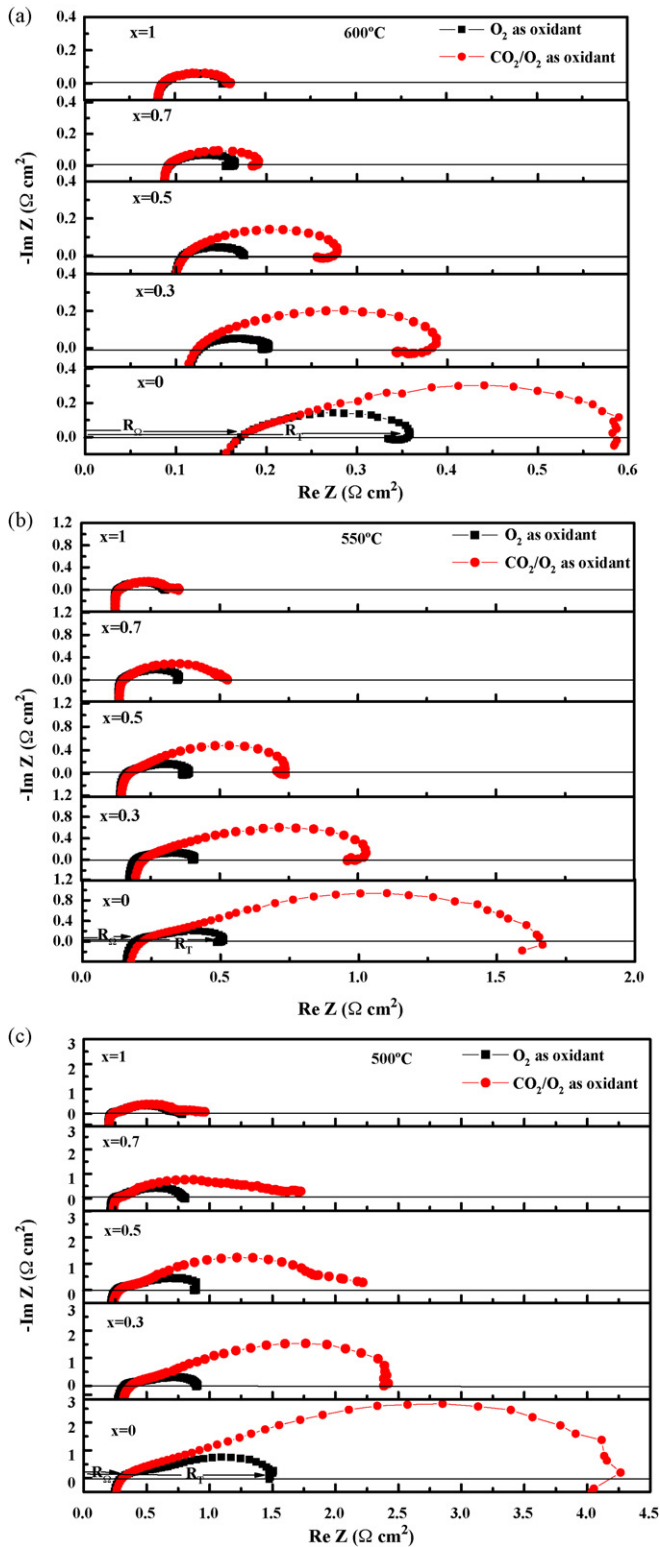 (a)
x=1
600ºC
O2 as oxidant
CO2/O2 as oxidant
0.4
0.2
0.0
x=0.7
0.4
0.2
0.0
x=0.5
0.4
0.2
0.0
x=0.3
0.4
0.2
0.0
x=0
0.4
0.2
0.0
RΩ
RT
-Im Z (Ω cm2)
0.0 0.1 0.2 0.3 0.4 0.5 0.6
Re Z (Ω cm2)
(b)
x=1
550ºC
O2 as oxidant
CO2/O2 as oxidant
1.2
0.8
0.4
0.0
x=0.7
1.2
0.8
0.4
0.0
x=0.5
1.2
0.8
0.4
0.0
x=0.3
1.2
0.8
0.4
0.0
x=0
1.2
0.8
0.4
0.0
RΩ
RT
-Im Z (Ω cm2)
0.0 0.5 1.0 1.5 2.0
Re Z (Ω cm2)
(c)
x=1
500ºC
O2 as oxidant
CO2/O2 as oxidant
3
2
1
0
x=0.7
3
2
1
0
x=0.5
3
2
1
0
x=0.3
3
2
1
0
x=0
3
2
1
0
RΩ
RT
-Im Z (Ω cm2)
0.0 0.5 1.0 1.5 2.0 2.5 3.0 3.5 4.0 4.5
Re Z (Ω cm2)